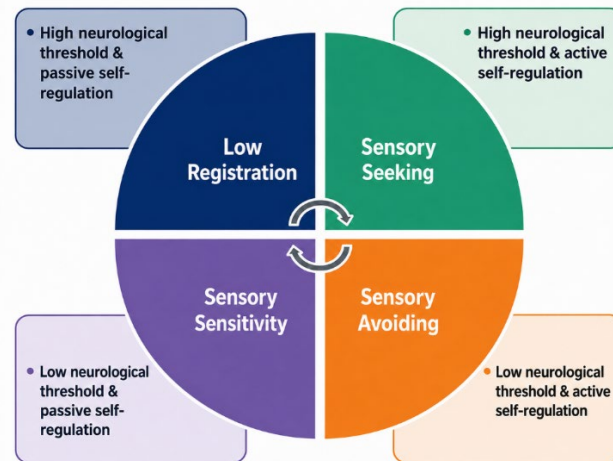 • High neurological
threshold &
passive self-
regulation
• High neurological
threshold & active
self-regulation
Low
Registration
Sensory
Seeking
Sensory
Sensitivity
Sensory
Avoiding
• Low neurological
threshold &
passive self-
regulation
• Low neurological
threshold & active
self-regulation